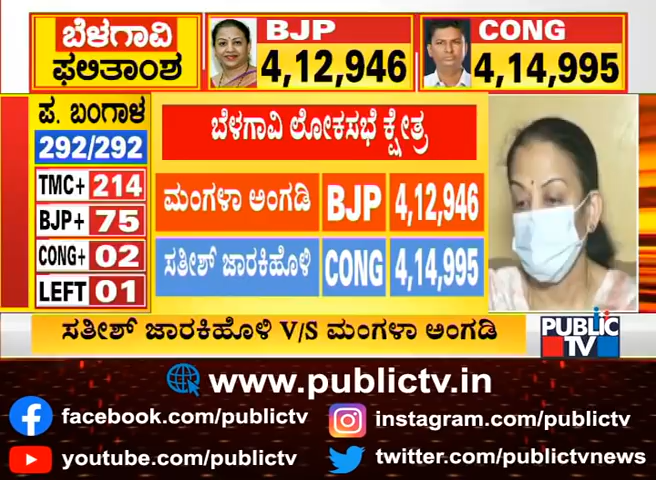 ಬೆಳಗಾವಿ
ಫಲಿತಾಂಶ
BJP
4,12,946
CONG
4,14,995
ಪ. ಬಂಗಾಳ
292/292
TMC+ 214
BJP+ 75
CONG+ 02
LEFT 01
ಬೆಳಗಾವಿ ಲೋಕಸಭೆ ಕ್ಷೇತ್ರ
ಮಂಗಳಾ ಅಂಗಡಿ BJP 4,12,946
ಸತೀಶ್ ಜಾರಕಿಹೊಳಿ CONG 4,14,995
ಸತೀಶ್ ಜಾರಕಿಹೊಳಿ V/S ಮಂಗಳಾ ಅಂಗಡಿ
PUBLIC
TV
www.publictv.in
facebook.com/publictv
instagram.com/publictv
youtube.com/publictv
twitter.com/publictvnews